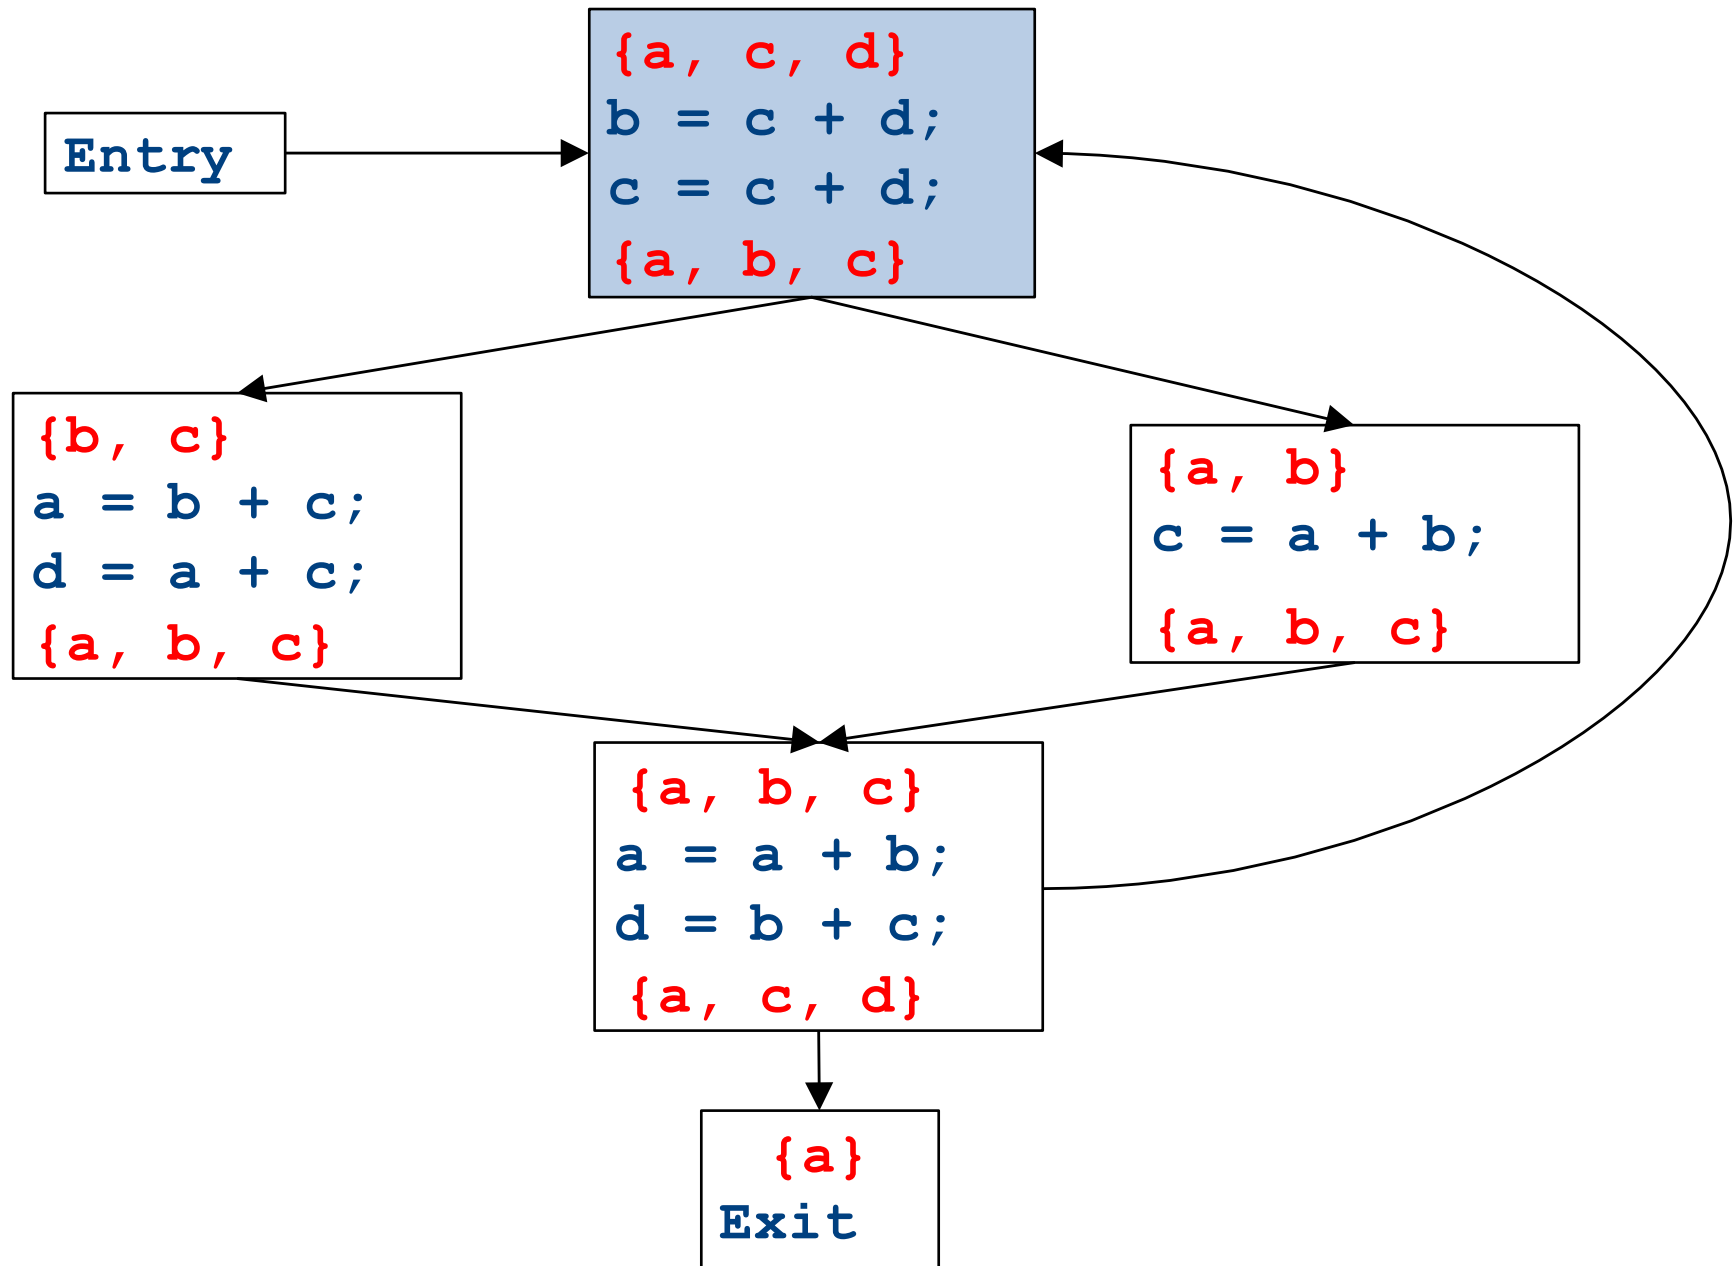 {a, c, d}
b = c + d;
c = c + d;
{a, b, c}
Entry
{b, c}
a = b + c;
d = a + c;
{a, b, c}
{a, b}
c = a + b;
{a, b, c}
{a, b, c}
a = a + b;
d = b + c;
{a, c, d}
{a}
Exit